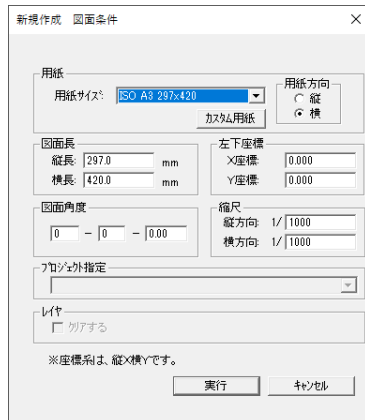 新規作成 図面条件
用紙
用紙サイズ: ISO A3 297x420
用紙方向
縦
横
カスタム用紙
図面長
縦長: 297.0 mm
横長: 420.0 mm
左下座標
X座標: 0.000
Y座標: 0.000
図面角度
0 - 0 - 0.00
縮尺
縦方向: 1/ 1000
横方向: 1/ 1000
プロジェクト指定
レイヤ
クリアする
※座標系は、縦X横Yです。
実行
キャンセル